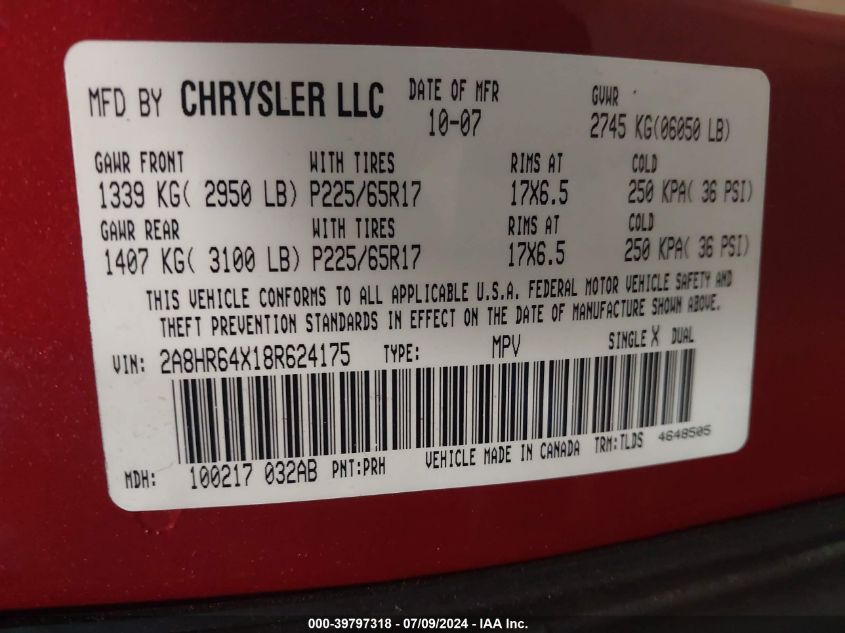 MFD BY CHRYSLER LLC DATE OF MFR GVWR
10-07 2745 KG(06050 LB)
GAWR FRONT WITH TIRES RIMS AT COLD
1339 KG( 2950 LB) P225/65R17 17X6.5 250 KPA( 36 PSI)
GAWR REAR WITH TIRES RIMS AT COLD
1407 KG( 3100 LB) P225/65R17 17X6.5 250 KPA( 36 PSI)
THIS VEHICLE CONFORMS TO ALL APPLICABLE U.S.A. FEDERAL MOTOR VEHICLE SAFETY AND
THEFT PREVENTION STANDARDS IN EFFECT ON THE DATE OF MANUFACTURE SHOWN ABOVE.
VIN: 2A8HR64X18R624175 TYPE: MPV SINGLE X DUAL
MDH: 100217 032AB PNT:PRH VEHICLE MADE IN CANADA TRM:TLDS 4648505
000-39797318 / 07/09/2024 - IAA Inc.